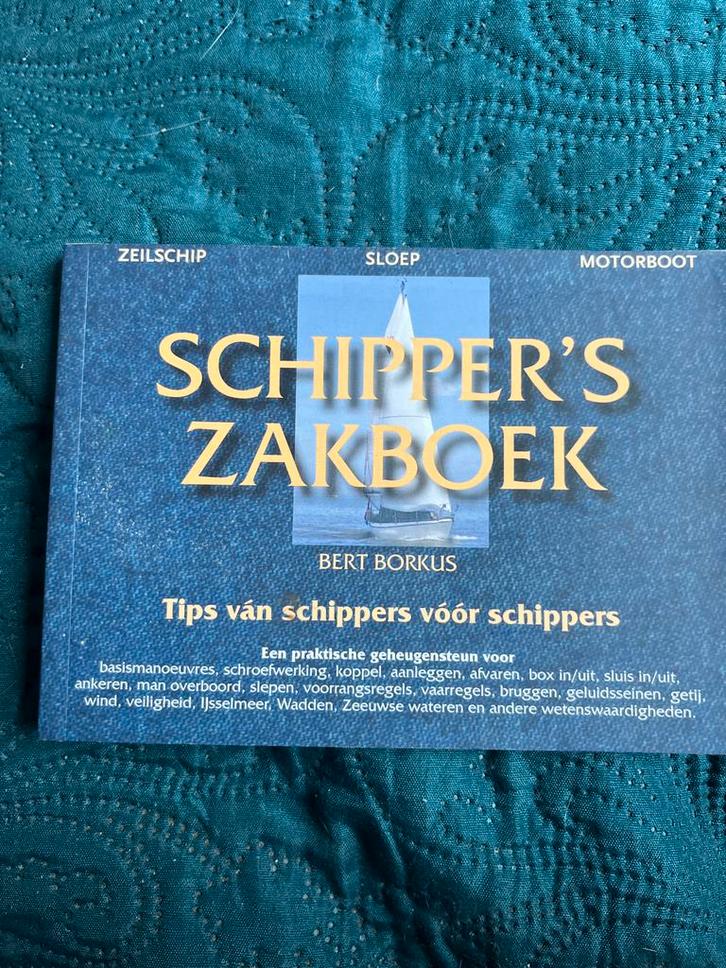 ZEILSCHIP SLOEP MOTORBOOT
SCHIPPER'S
ZAKBOEK
BERT BORKUS
Tips ván schippers vóór schippers
Een praktische geheugensteun voor
basismanoeuvres, schroefwerking, koppel, aanleggen, afvaren, box in/uit, sluis in/uit,
ankeren, man overboord, slepen, voorrangsregels, vaarregels, bruggen, geluidsseinen, getij,
wind, veiligheid, IJsselmeer, Wadden, Zeeuwse wateren en andere wetenswaardigheden.